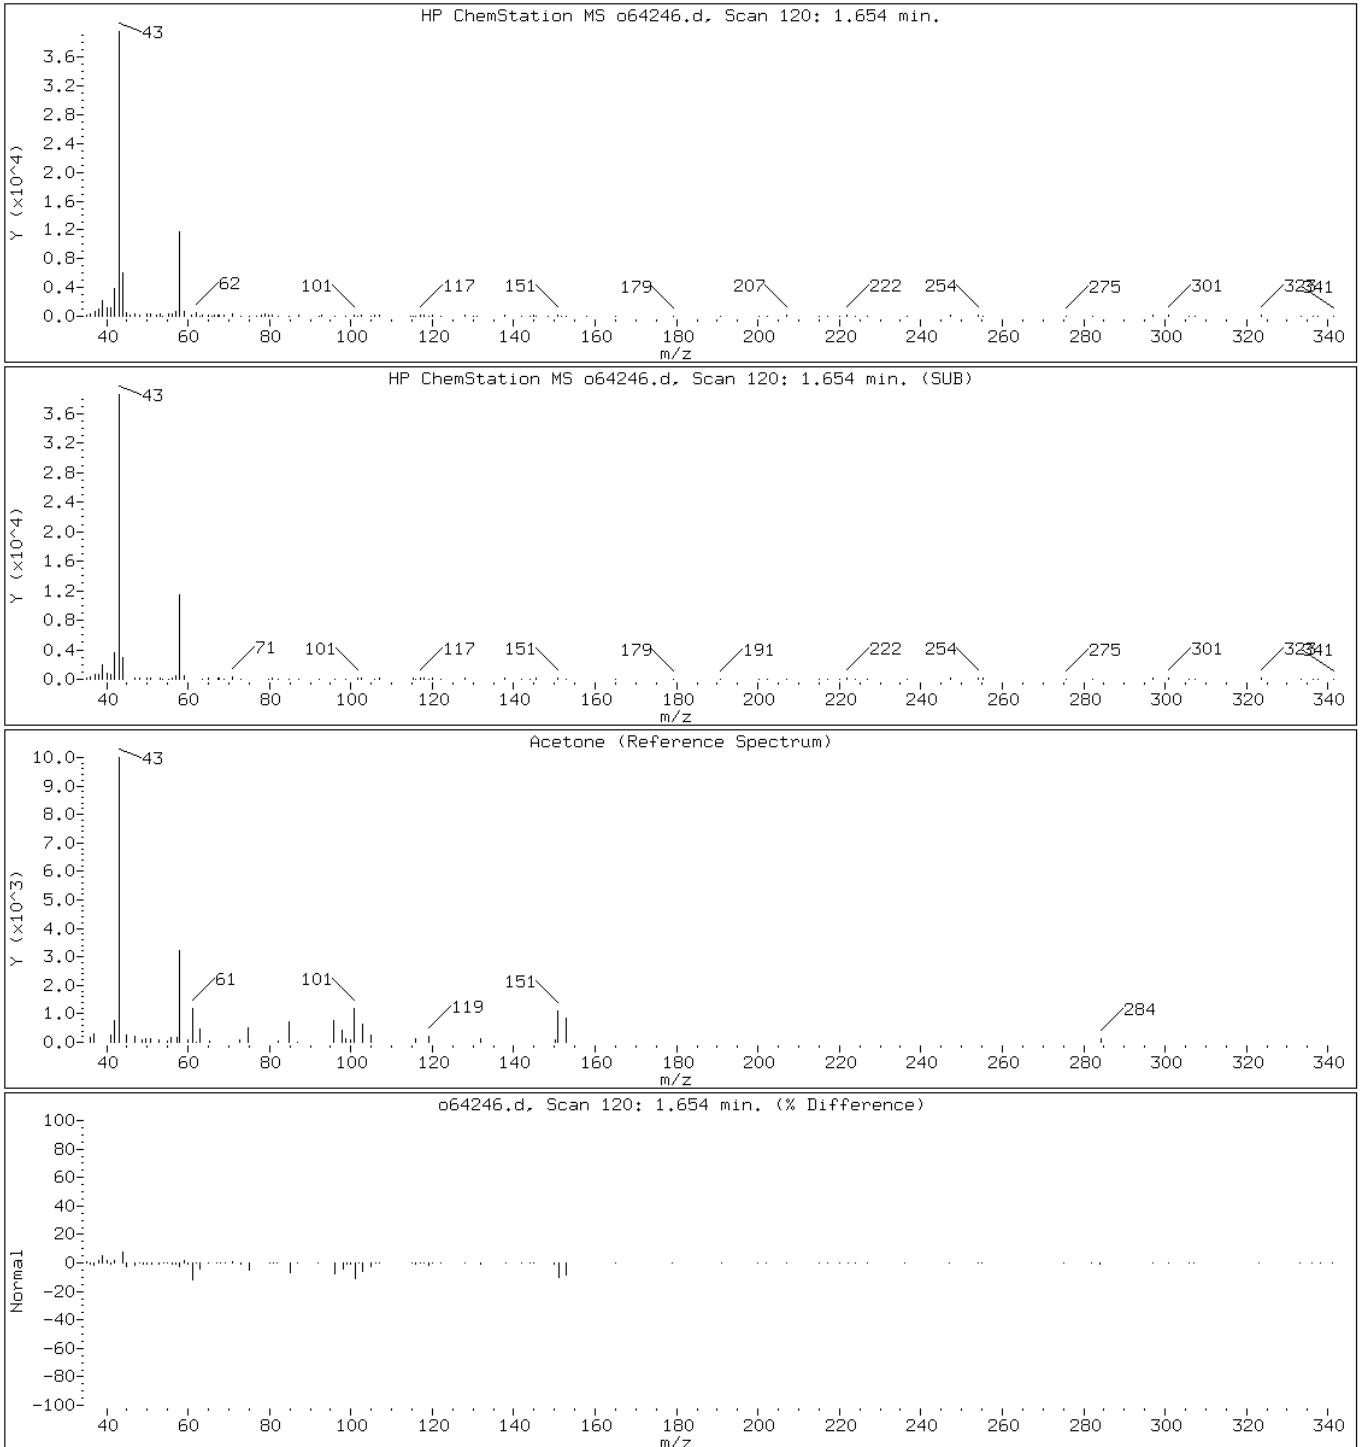 HP ChemStation MS o64246.d, Scan 120: 1.654 min.
43
3.6
3.2
2.8
2.4
2.0
1.6
1.2
0.8
0.4
0.0
Y (x10^4)
62 101 117 151 179 207 222 254 275 301 341
40 60 80 100 120 140 160 180 200 220 240 260 280 300 320 340
m/z
HP ChemStation MS o64246.d, Scan 120: 1.654 min. (SUB)
43
3.6
3.2
2.8
2.4
2.0
1.6
1.2
0.8
0.4
0.0
Y (x10^4)
71 101 117 151 179 191 222 254 275 301 341
40 60 80 100 120 140 160 180 200 220 240 260 280 300 320 340
m/z
Acetone (Reference Spectrum)
43
10.0
9.0
8.0
7.0
6.0
5.0
4.0
3.0
2.0
1.0
0.0
Y (x10^3)
61 101 119 151 284
40 60 80 100 120 140 160 180 200 220 240 260 280 300 320 340
m/z
o64246.d, Scan 120: 1.654 min. (% Difference)
100
80
60
40
20
0
-20
-40
-60
-80
-100
Normal
40 60 80 100 120 140 160 180 200 220 240 260 280 300 320 340
m/z